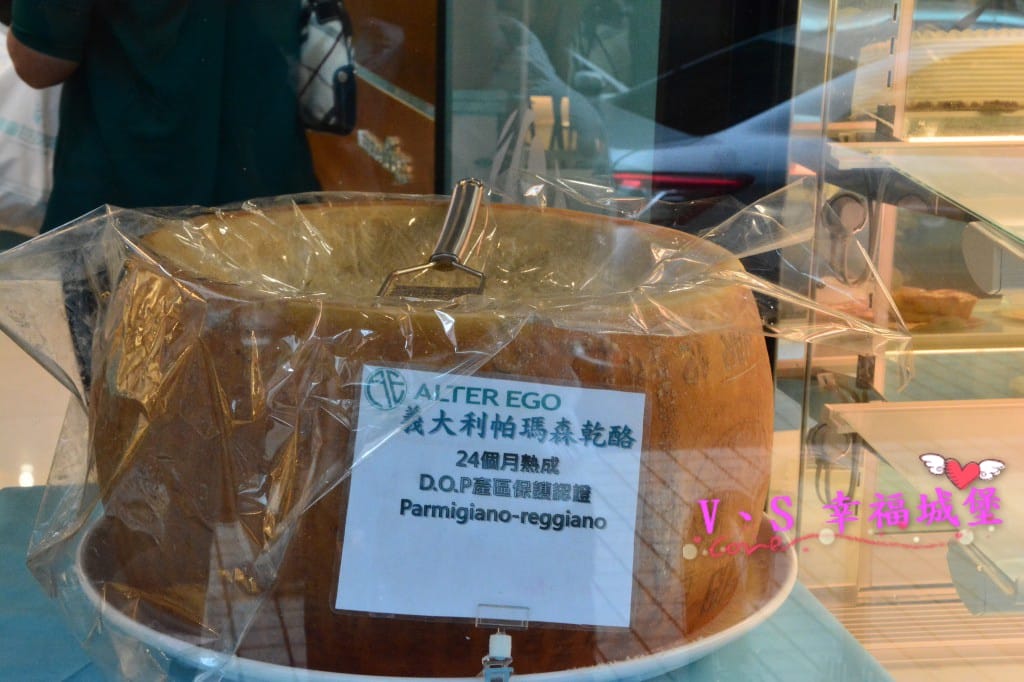 ALTER EGO
義大利帕瑪森乾酪
24個月熟成
D.O.P產區保護認證
Parmigiano-reggiano
V、S 幸福城堡
Love